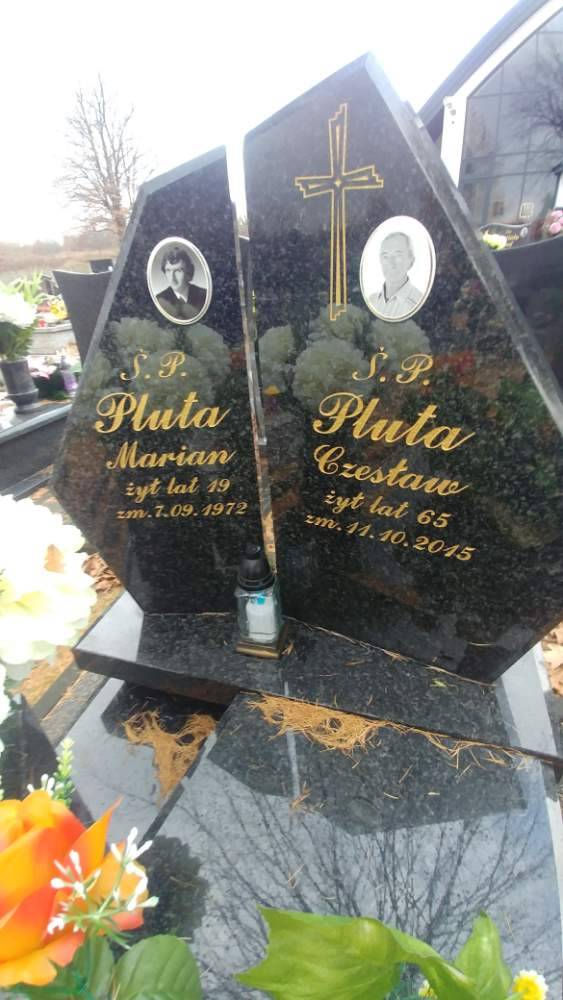 Ś.P.
Pluta
Marian
żył lat 19
zm.7.09.1972
Ś.P.
Pluta
Czesław
żył lat 65
zm.11.10.2015